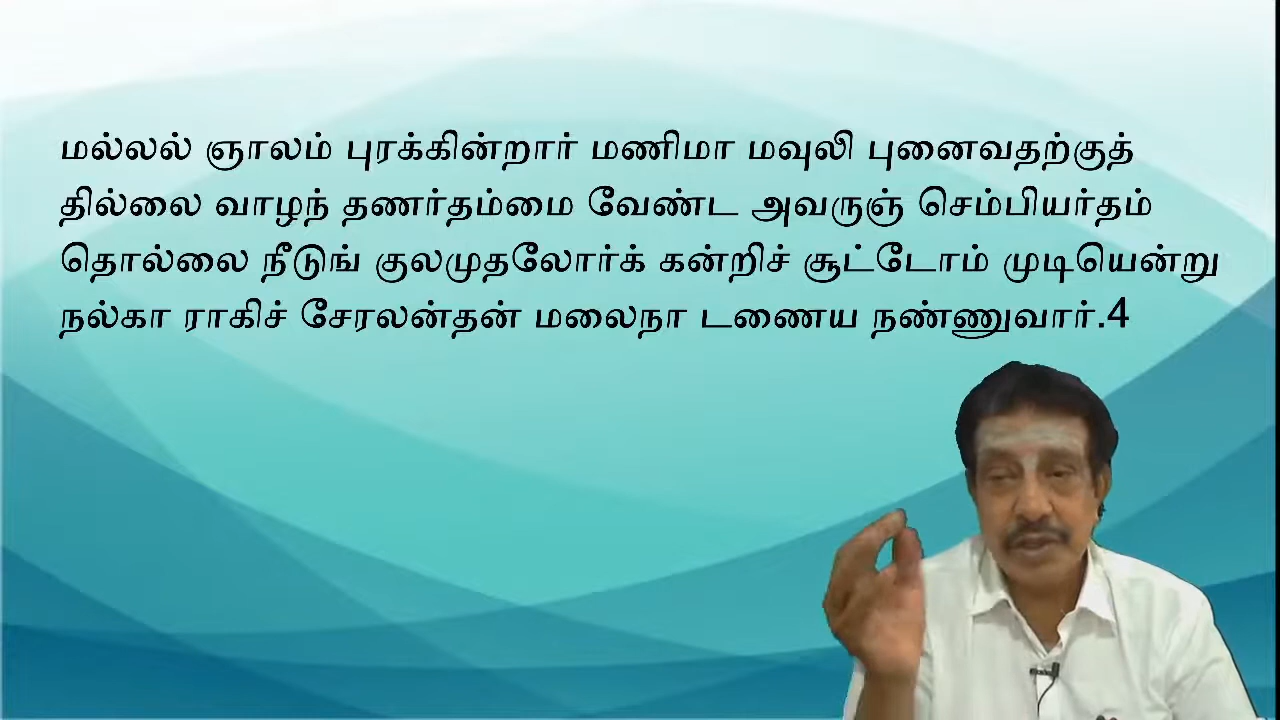 மல்லல் ஞாலம் புரக்கின்றார் மணிமா மவுலி புனைவதற்குத்
தில்லை வாழந் தணர்தம்மை வேண்ட அவருஞ் செம்பியர்தம்
தொல்லை நீடுங் குலமுதலோர்க் கன்றிச் சூட்டோம் முடியென்று
நல்கா ராகிச் சேரலன்தன் மலைநா டணைய நண்ணுவார்.4